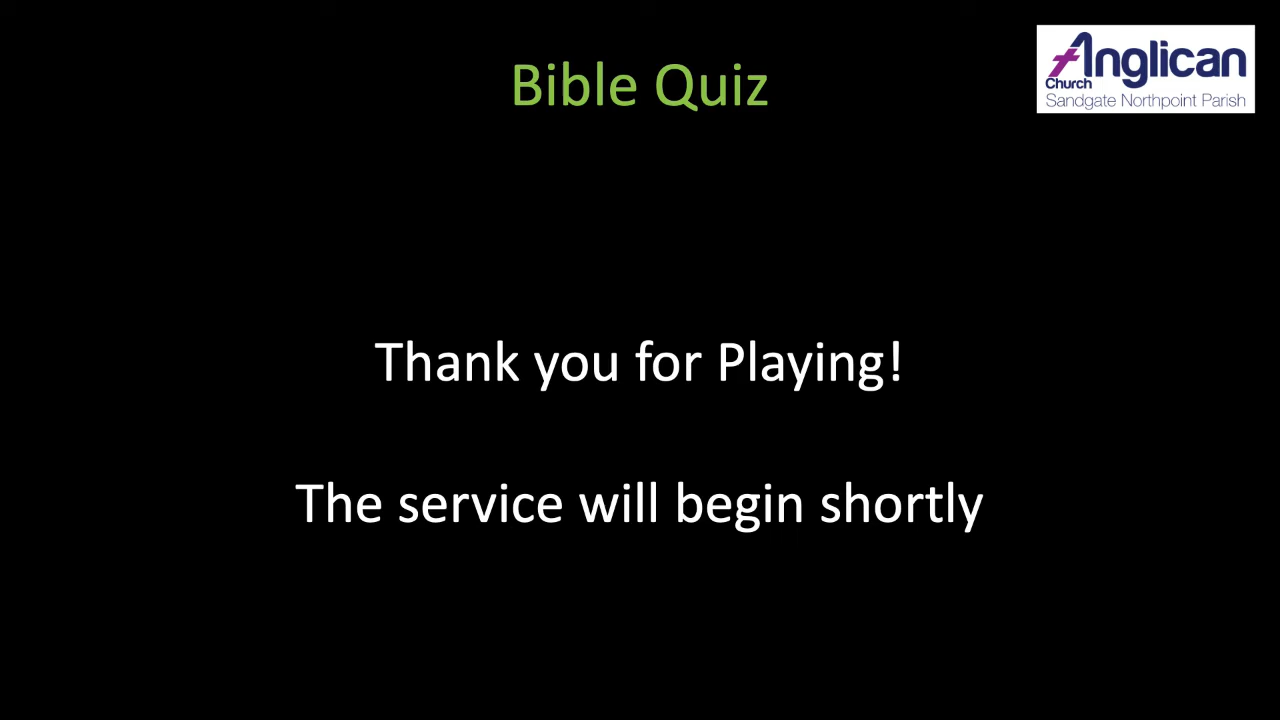 Bible Quiz
Anglican
Church
Sandgate Northpoint Parish
Thank you for Playing!
The service will begin shortly